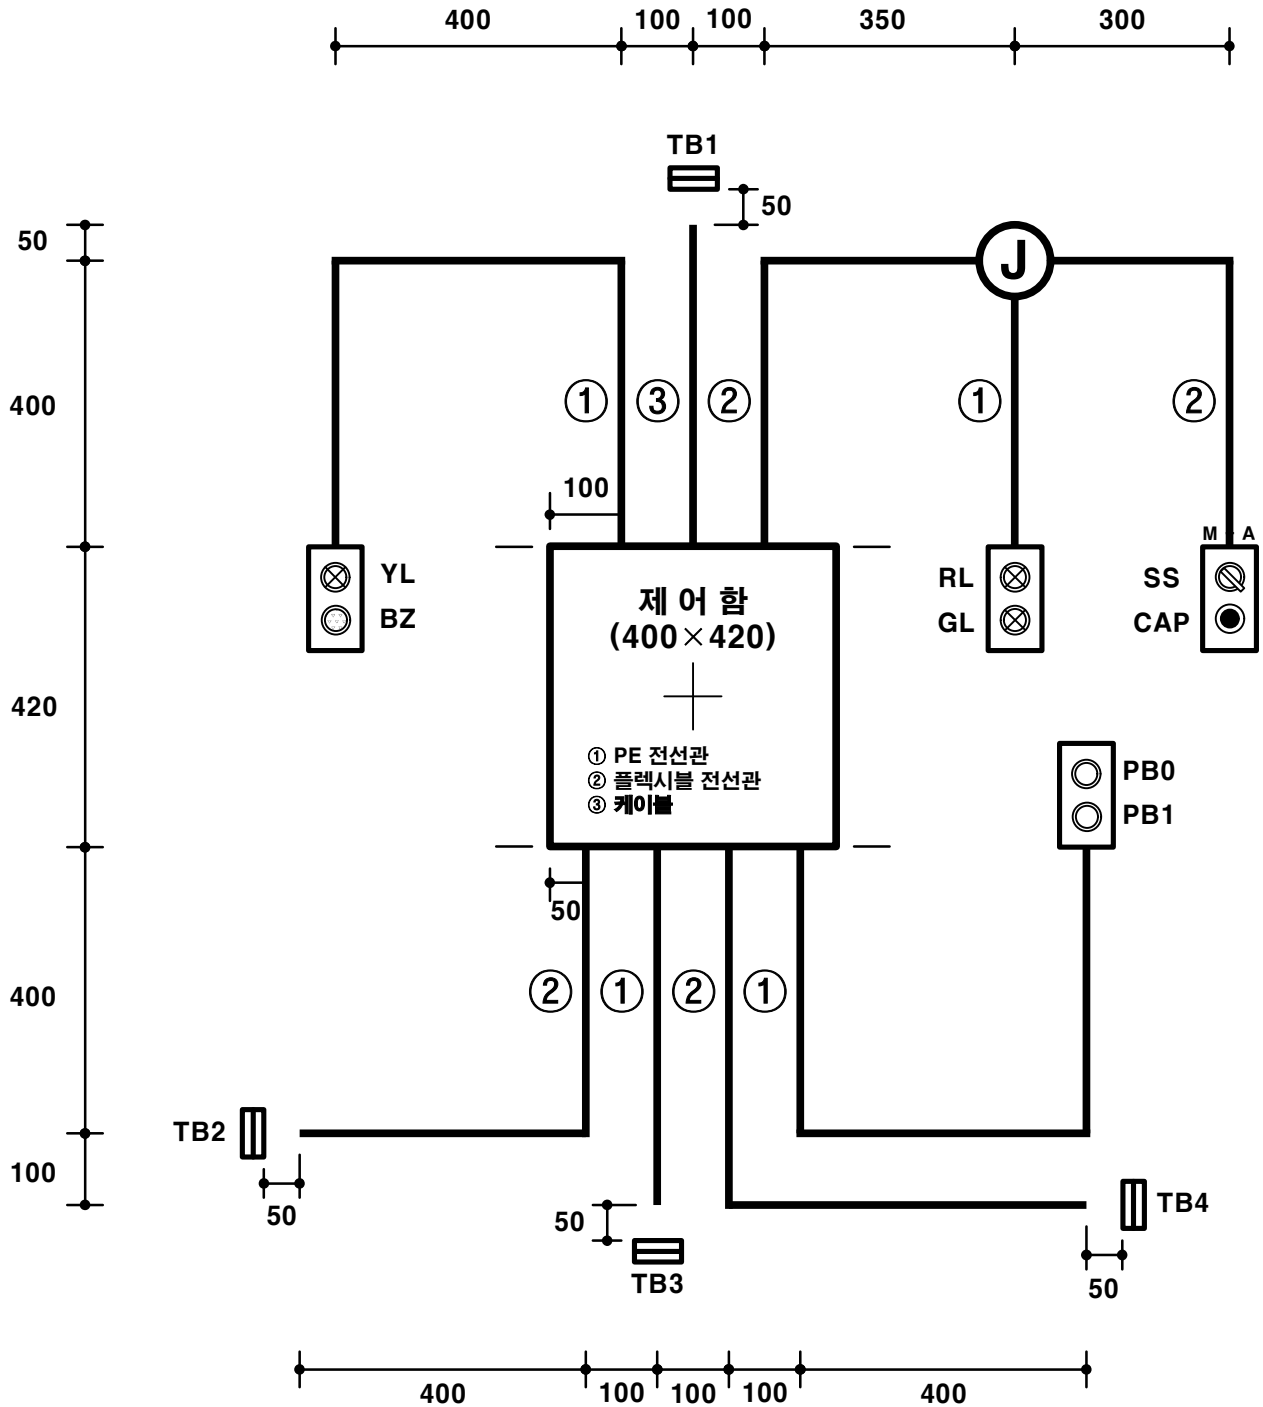 400 100 100 350 300
TB1
50
50
J
400
① ③ ② ① ②
100
M A
YL
BZ
제 어 함
(400×420)
RL
GL
SS
CAP
420
① PE 전선관
② 플렉시블 전선관
③ 케이블
PB0
PB1
50
400
② ① ② ①
TB2
100
50
50
TB3
TB4
50
400 100 100 100 400